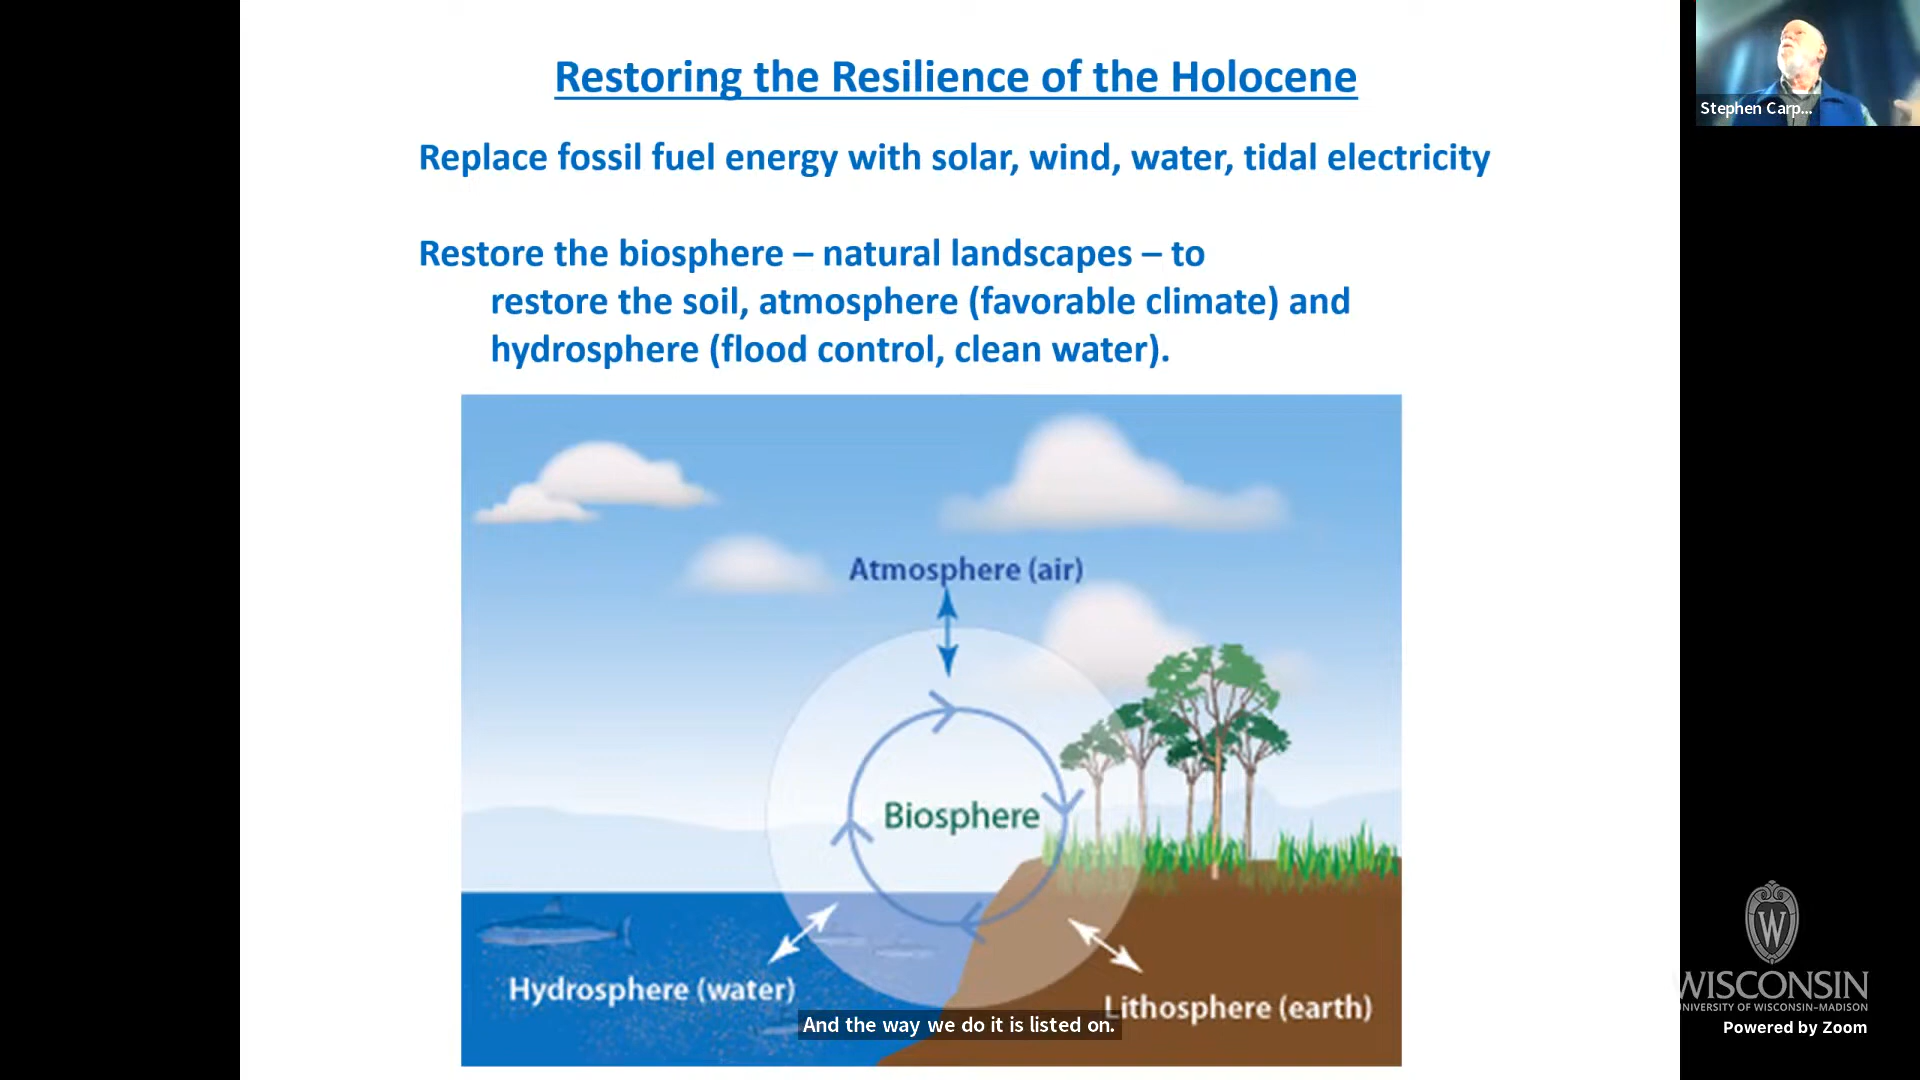 Restoring the Resilience of the Holocene
Stephen Carp...
Replace fossil fuel energy with solar, wind, water, tidal electricity
Restore the biosphere – natural landscapes – to
restore the soil, atmosphere (favorable climate) and
hydrosphere (flood control, clean water).
Atmosphere (air)
Biosphere
Hydrosphere (water)
Lithosphere (earth)
And the way we do it is listed on.
W
WISCONSIN
UNIVERSITY OF WISCONSIN–MADISON
Powered by Zoom